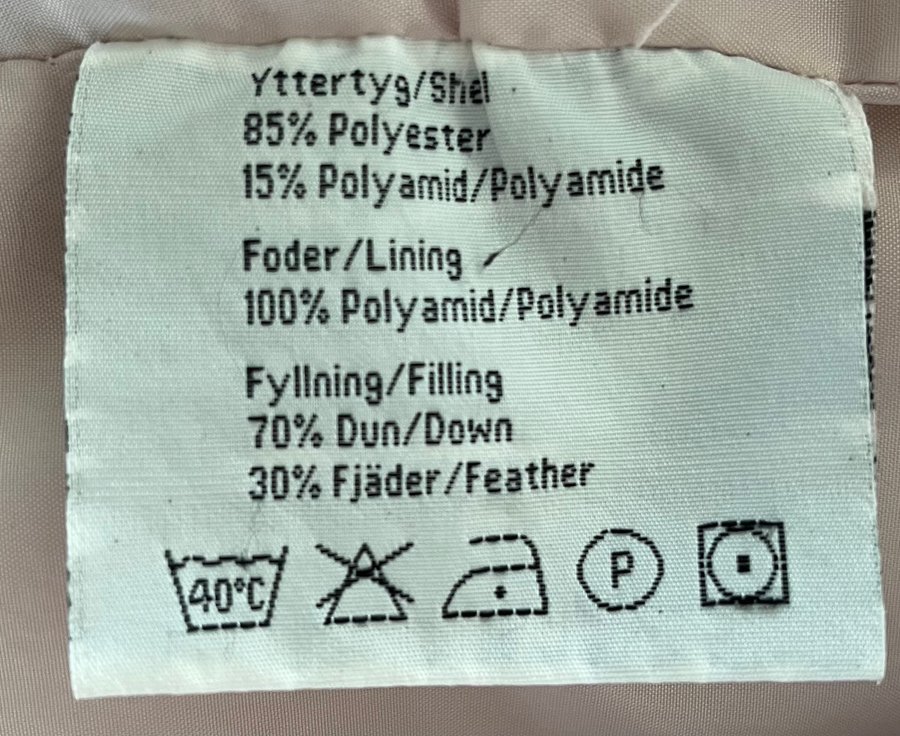 Yttertyg/Shel
85% Polyester
15% Polyamid/Polyamide
Foder/Lining
100% Polyamid/Polyamide
Fyllning/Filling
70% Dun/Down
30% Fjäder/Feather
40°C P